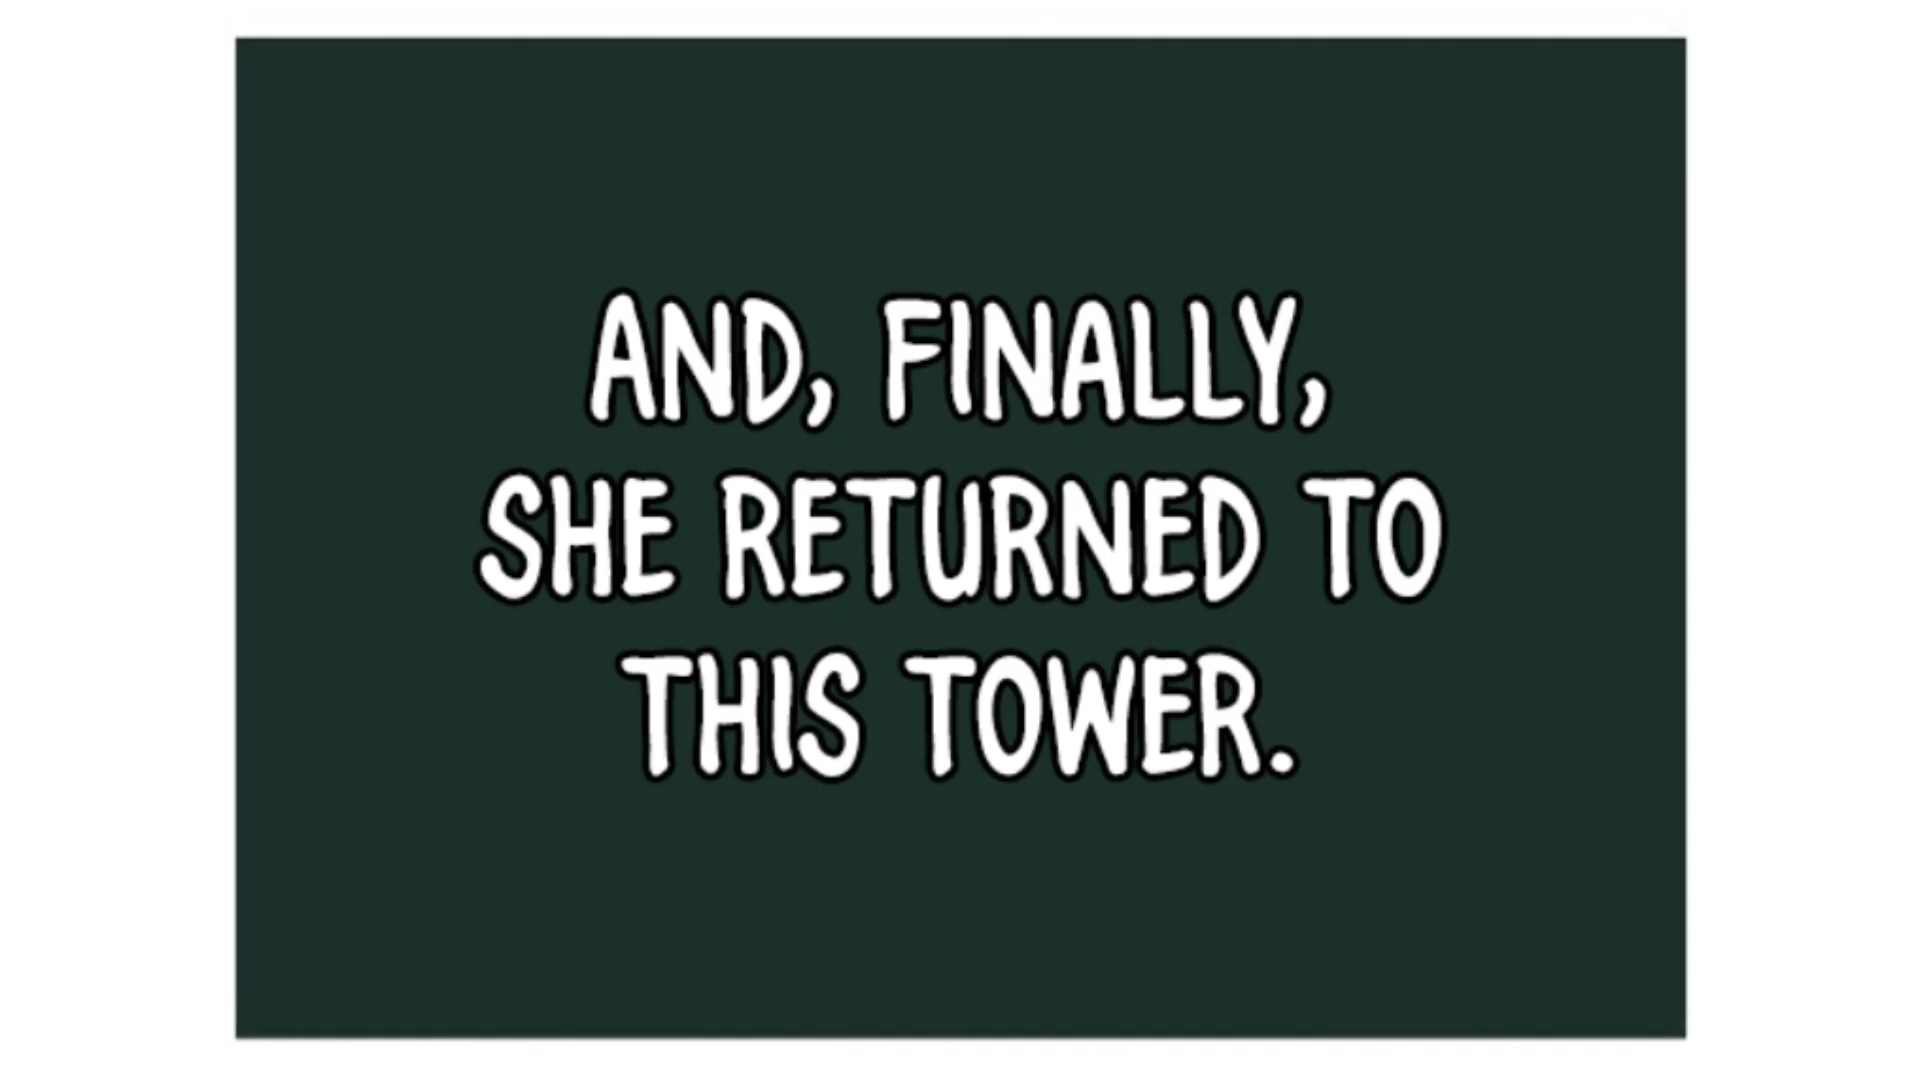 AND, FINALLY,
SHE RETURNED TO
THIS TOWER.